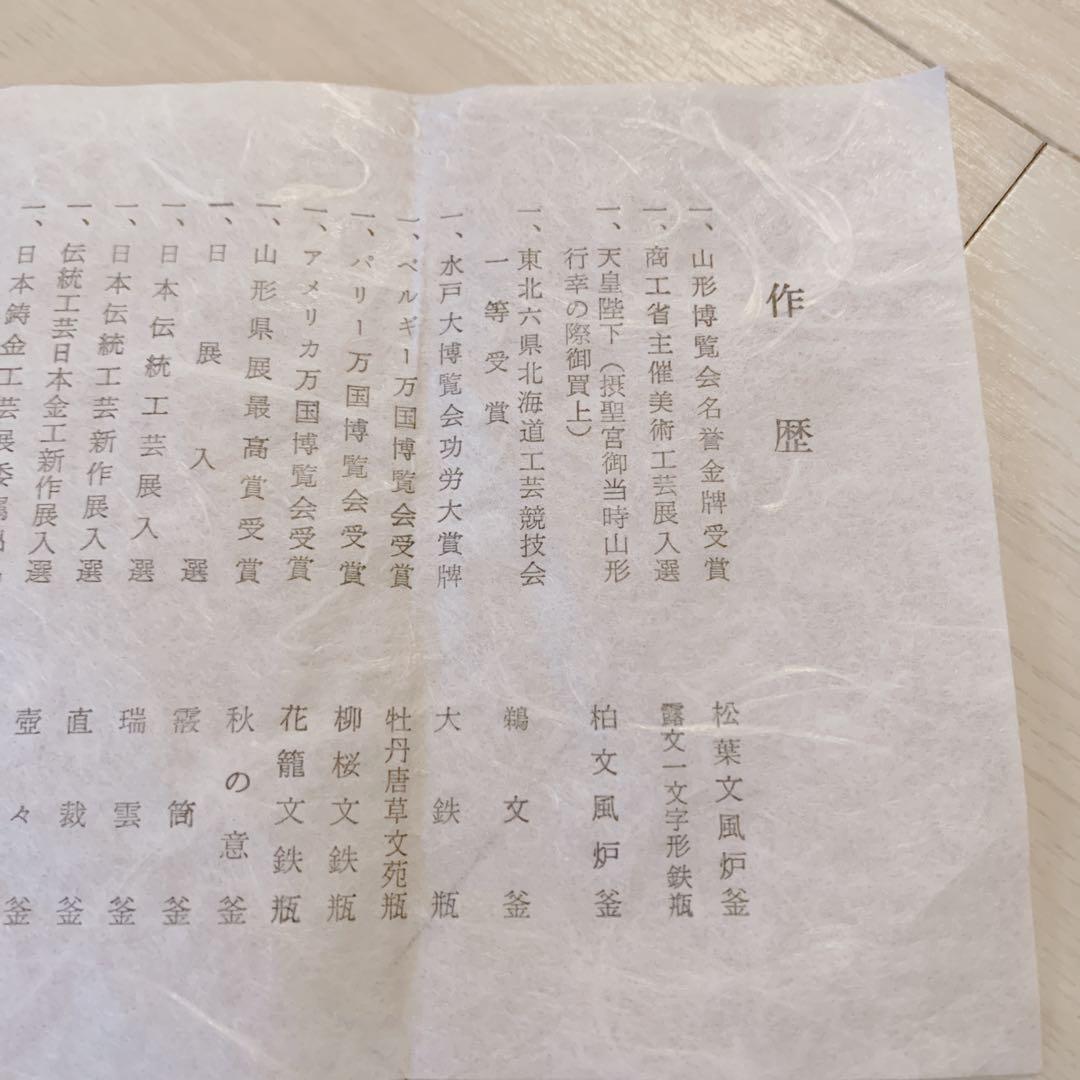 作歴
一、山形博覧会名誉金牌受賞 松葉文風炉釜
一、商工省主催美術工芸展入選 露文一文字形鉄瓶
一、天皇陛下（摂聖宮御当時山形
行幸の際御買上） 柏文風炉釜
一、東北六県北海道工芸競技会
一等受賞 鵜文釜
一、水戸大博覧会功労大賞牌 大鉄瓶
一、ベルギー万国博覧会受賞 牡丹唐草文苑瓶
一、パリー万国博覧会受賞 柳桜文鉄瓶
一、アメリカ万国博覧会受賞 花籠文鉄瓶
一、山形県展最高賞受賞 秋の意釜
一、日展入選 筒釜
一、日本伝統工芸展入選 瑞雲釜
一、日本伝統工芸新作展入選 直裁釜
一、伝統工芸日本金工新作展入選 壺々釜
一、日本鋳金工芸展委嘱出